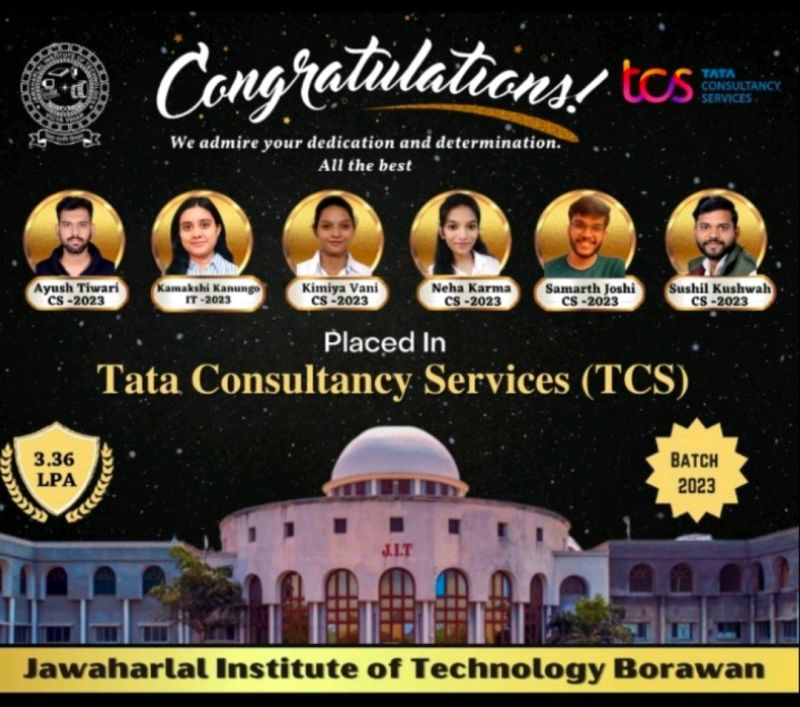 Congratulations!
tcs TATA
CONSULTANCY
SERVICES
We admire your dedication and determination.
All the best
Ayush Tiwari
CS -2023
Kamakshi Kanungo
IT -2023
Kimiya Vani
CS -2023
Neha Karma
CS -2023
Samarth Joshi
CS -2023
Sushil Kushwah
CS -2023
Placed In
Tata Consultancy Services (TCS)
3.36
LPA
BATCH
2023
J.I.T
Jawaharlal Institute of Technology Borawan